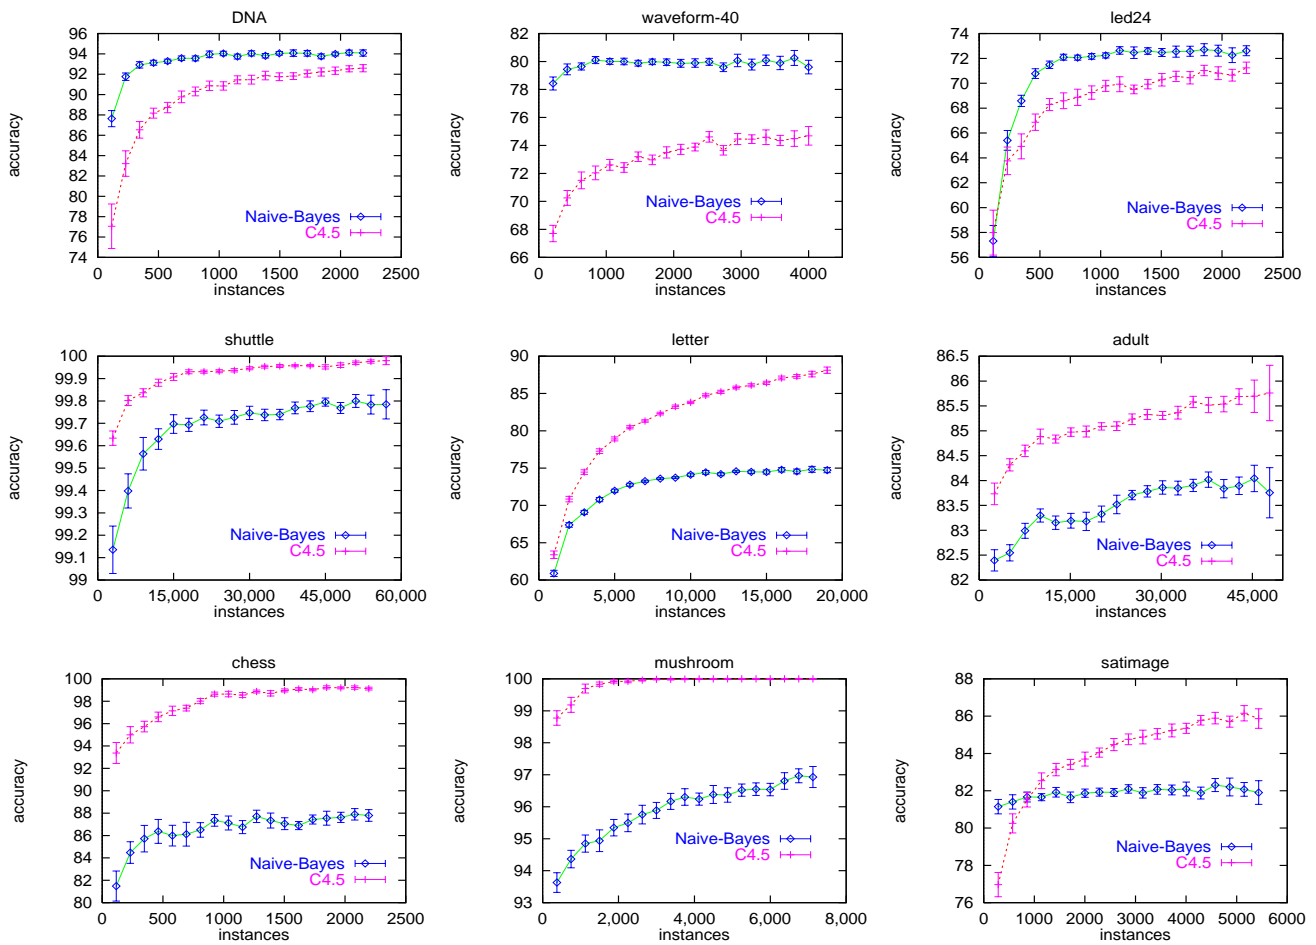 DNA
accuracy
96
94
92
90
88
86
84
82
80
78
76
74
Naive-Bayes
C4.5
0 500 1000 1500 2000 2500
instances
waveform-40
accuracy
82
80
78
76
74
72
70
68
66
Naive-Bayes
C4.5
0 1000 2000 3000 4000
instances
led24
accuracy
74
72
70
68
66
64
62
60
58
56
Naive-Bayes
C4.5
0 500 1000 1500 2000 2500
instances
shuttle
accuracy
100
99.9
99.8
99.7
99.6
99.5
99.4
99.3
99.2
99.1
99
Naive-Bayes
C4.5
0 15,000 30,000 45,000 60,000
instances
letter
accuracy
90
85
80
75
70
65
60
Naive-Bayes
C4.5
0 5,000 10,000 15,000 20,000
instances
adult
accuracy
86.5
86
85.5
85
84.5
84
83.5
83
82.5
82
Naive-Bayes
C4.5
0 15,000 30,000 45,000
instances
chess
accuracy
100
98
96
94
92
90
88
86
84
82
80
Naive-Bayes
C4.5
0 500 1000 1500 2000 2500
instances
mushroom
accuracy
100
99
98
97
96
95
94
93
Naive-Bayes
C4.5
0 2,000 4,000 6,000 8,000
instances
satimage
accuracy
88
86
84
82
80
78
76
Naive-Bayes
C4.5
0 1000 2000 3000 4000 5000 6000
instances